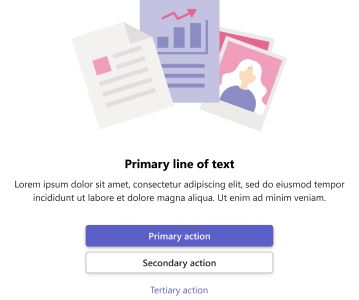 Primary line of text
Lorem ipsum dolor sit amet, consectetur adipiscing elit, sed do eiusmod tempor
incididunt ut labore et dolore magna aliqua. Ut enim ad minim veniam.
Primary action
Secondary action
Tertiary action